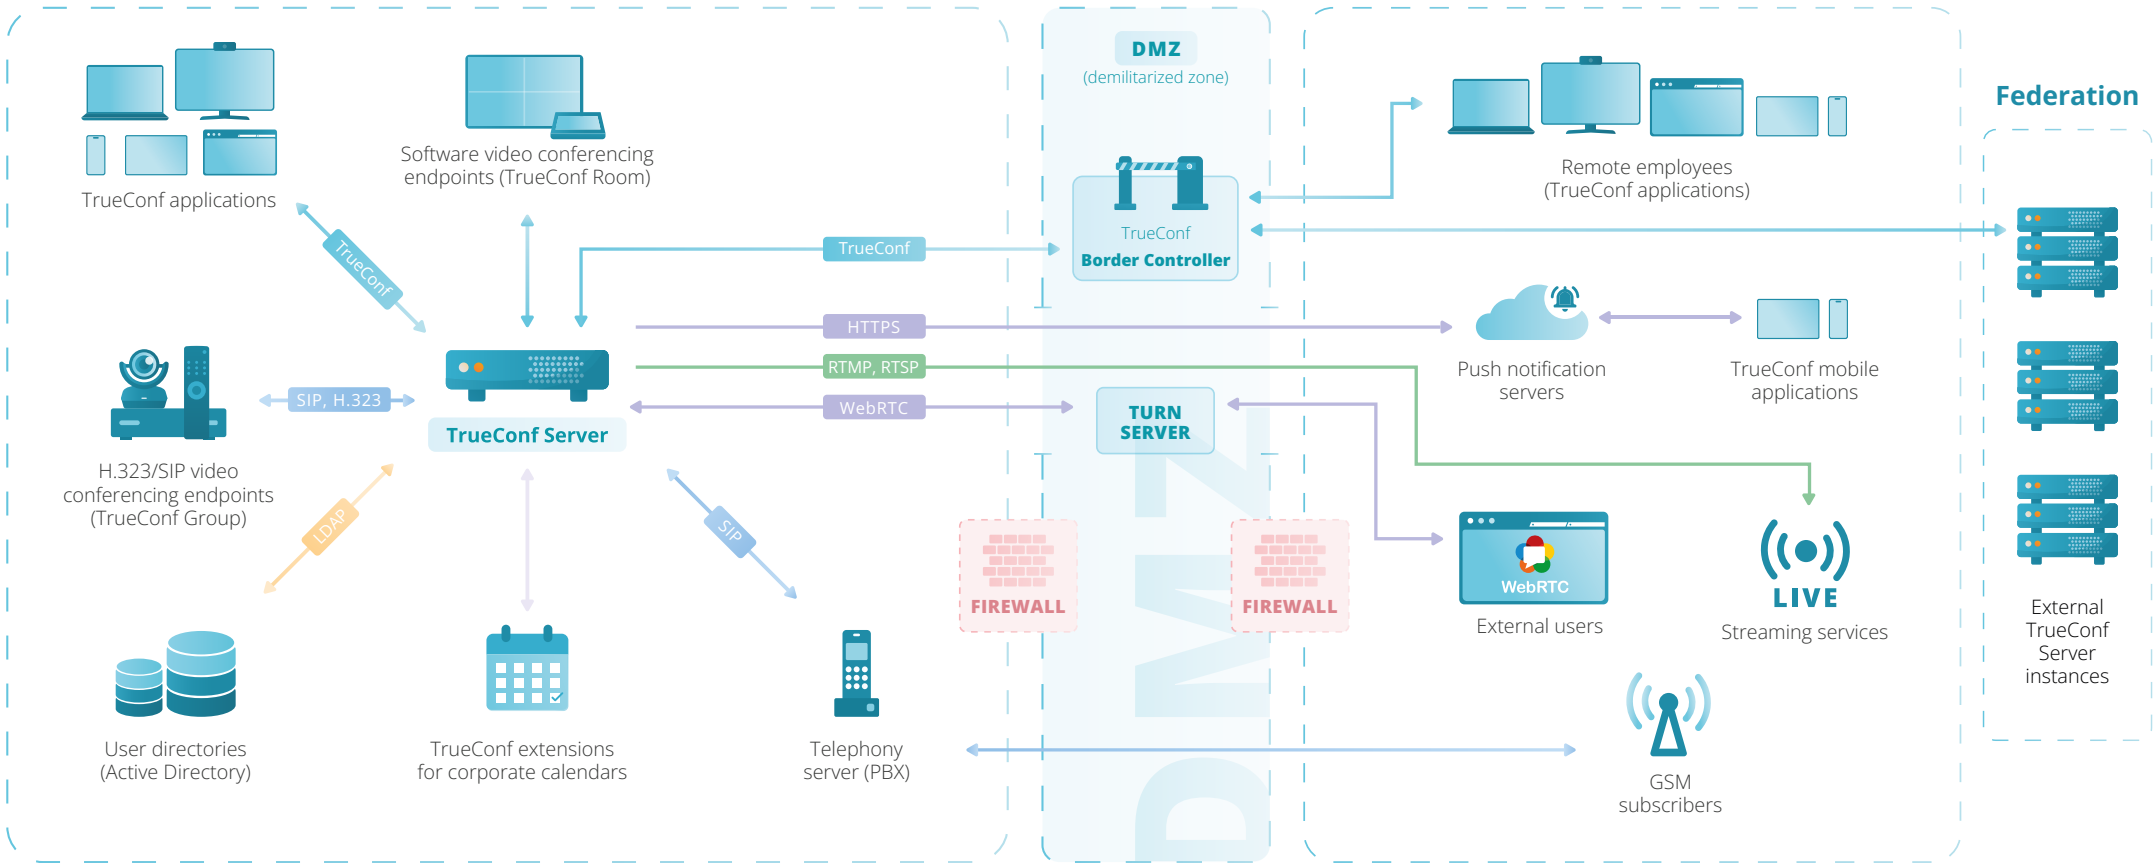 TrueConf applications
Software video conferencing
endpoints (TrueConf Room)
TrueConf
H.323/SIP video
conferencing endpoints
(TrueConf Group)
SIP, H.323
TrueConf Server
LDAP
SIP
User directories
(Active Directory)
TrueConf extensions
for corporate calendars
Telephony
server (PBX)
TrueConf
HTTPS
RTMP, RTSP
WebRTC
FIREWALL
DMZ
(demilitarized zone)
TrueConf
Border Controller
TURN
SERVER
DMZ
FIREWALL
Remote employees
(TrueConf applications)
Push notification
servers
TrueConf mobile
applications
WebRTC
External users
LIVE
Streaming services
GSM
subscribers
Federation
External
TrueConf
Server
instances